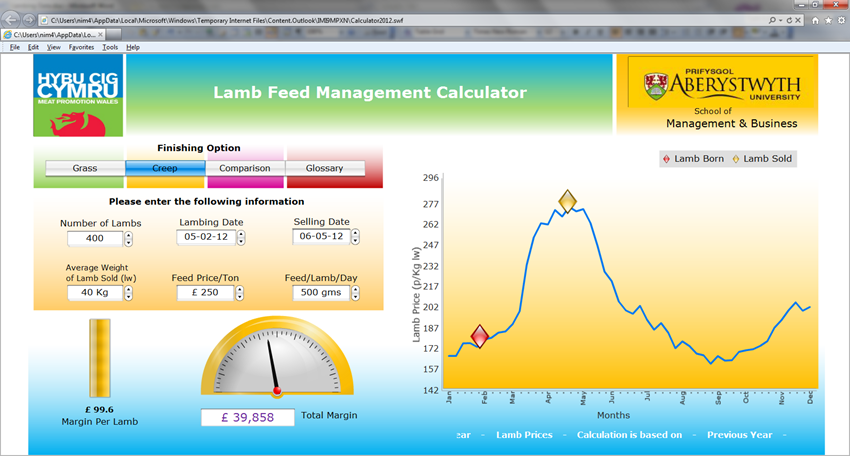 C:\Users\nim4\AppData\Local\Microsoft\Windows\Temporary Internet Files\Content.Outlook\IMBIMPXN\Calculator2012.swf
C:\Users\nim4\AppData\Lo...
File Edit View Favorites Tools Help
HYBU CIG
CYMRU
MEAT PROMOTION WALES
Lamb Feed Management Calculator
PRIFYSGOL
ABERYSTWYTH
UNIVERSITY
School of
Management & Business
Finishing Option
Grass Creep Comparison Glossary
Please enter the following information
Number of Lambs Lambing Date Selling Date
400 05-02-12 06-05-12
Average Weight
of Lamb Sold (lw) Feed Price/Ton Feed/Lamb/Day
40 Kg £ 250 500 gms
£ 99.6
Margin Per Lamb
£ 39,858 Total Margin
Lamb Born Lamb Sold
Lamb Price (p/Kg lw)
296
277
262
247
232
217
202
187
172
157
142
Jan Feb Mar Apr May Jun Jul Aug Sep Oct Nov Dec
Months
ear - Lamb Prices - Calculation is based on - Previous Year -